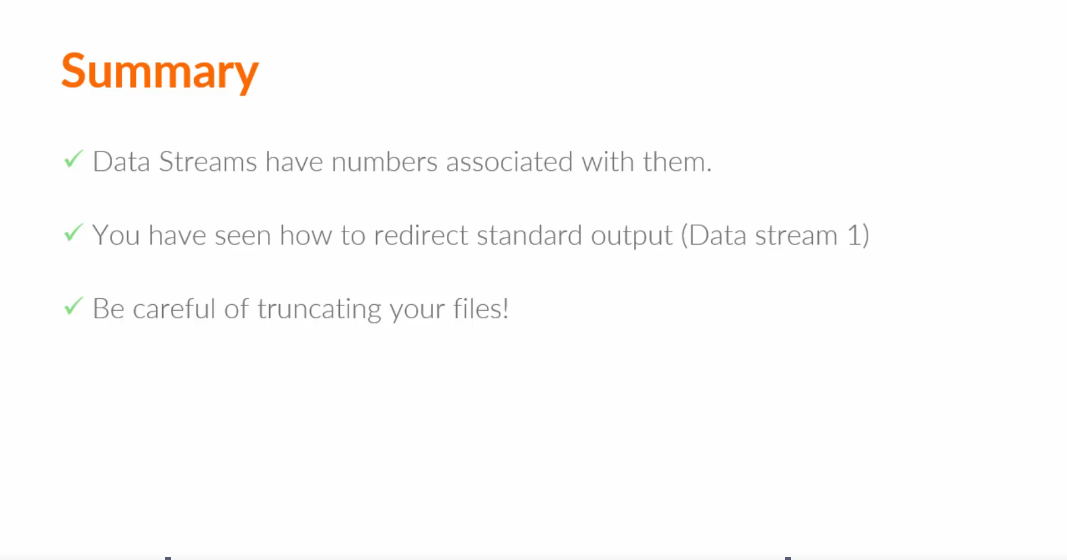 Summary
✓ Data Streams have numbers associated with them.
✓ You have seen how to redirect standard output (Data stream 1)
✓ Be careful of truncating your files!